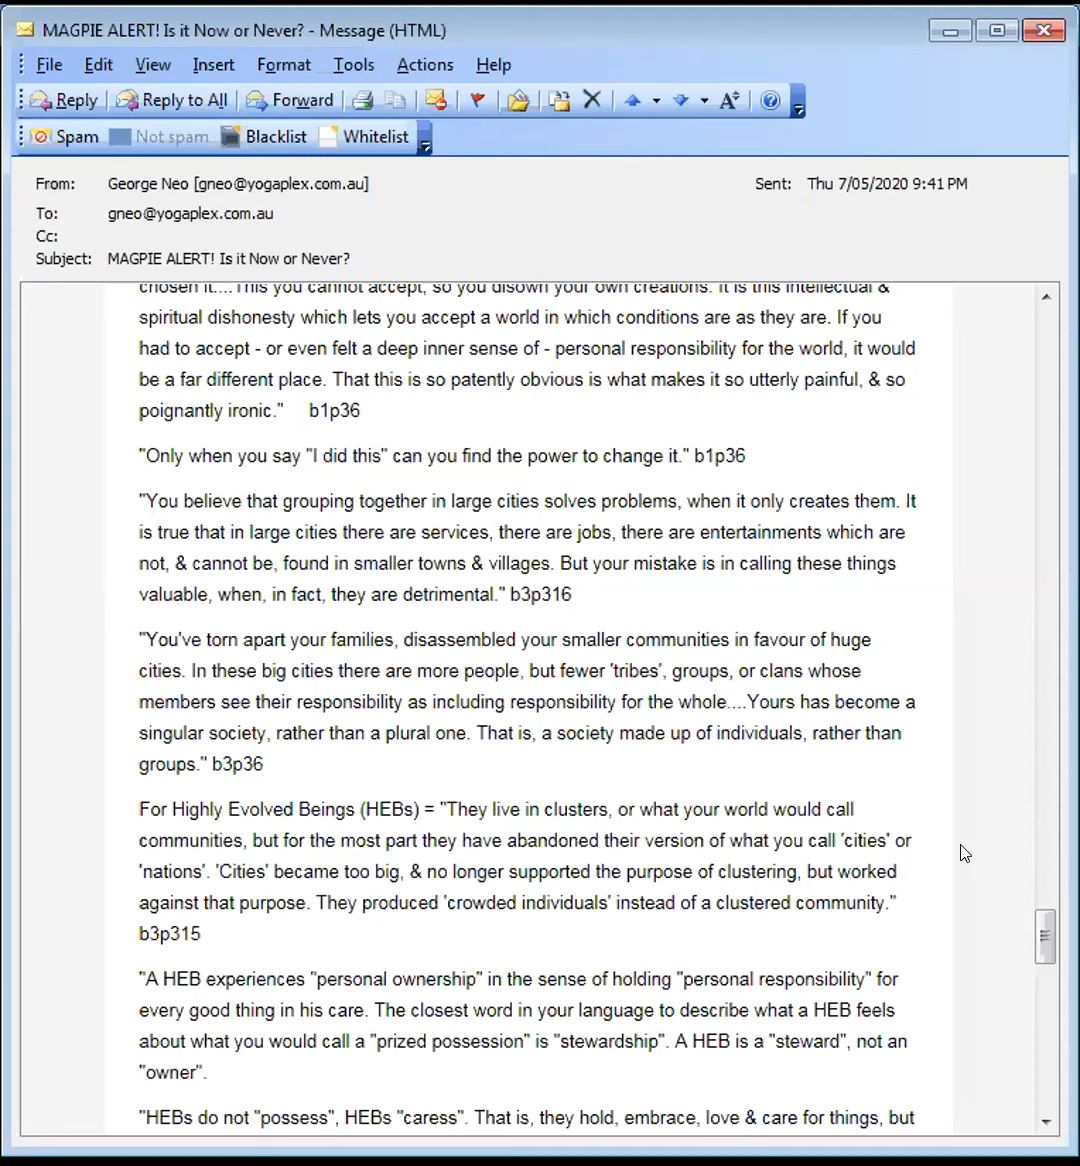 MAGPIE ALERT! Is it Now or Never? - Message (HTML)
File Edit View Insert Format Tools Actions Help
Reply Reply to All Forward
Spam Not spam Blacklist Whitelist
From: George Neo [gneo@yogaplex.com.au] Sent: Thu 7/05/2020 9:41 PM
To: gneo@yogaplex.com.au
Cc:
Subject: MAGPIE ALERT! Is it Now or Never?
chosen it....This you cannot accept, so you disown your own creations. It is this intellectual &
spiritual dishonesty which lets you accept a world in which conditions are as they are. If you
had to accept - or even felt a deep inner sense of - personal responsibility for the world, it would
be a far different place. That this is so patently obvious is what makes it so utterly painful, & so
poignantly ironic." b1p36
"Only when you say "I did this" can you find the power to change it." b1p36
"You believe that grouping together in large cities solves problems, when it only creates them. It
is true that in large cities there are services, there are jobs, there are entertainments which are
not, & cannot be, found in smaller towns & villages. But your mistake is in calling these things
valuable, when, in fact, they are detrimental." b3p316
"You've torn apart your families, disassembled your smaller communities in favour of huge
cities. In these big cities there are more people, but fewer 'tribes', groups, or clans whose
members see their responsibility as including responsibility for the whole....Yours has become a
singular society, rather than a plural one. That is, a society made up of individuals, rather than
groups." b3p36
For Highly Evolved Beings (HEBs) = "They live in clusters, or what your world would call
communities, but for the most part they have abandoned their version of what you call 'cities' or
'nations'. 'Cities' became too big, & no longer supported the purpose of clustering, but worked
against that purpose. They produced 'crowded individuals' instead of a clustered community."
b3p315
"A HEB experiences "personal ownership" in the sense of holding "personal responsibility" for
every good thing in his care. The closest word in your language to describe what a HEB feels
about what you would call a "prized possession" is "stewardship". A HEB is a "steward", not an
"owner".
"HEBs do not "possess", HEBs "caress". That is, they hold, embrace, love & care for things, but